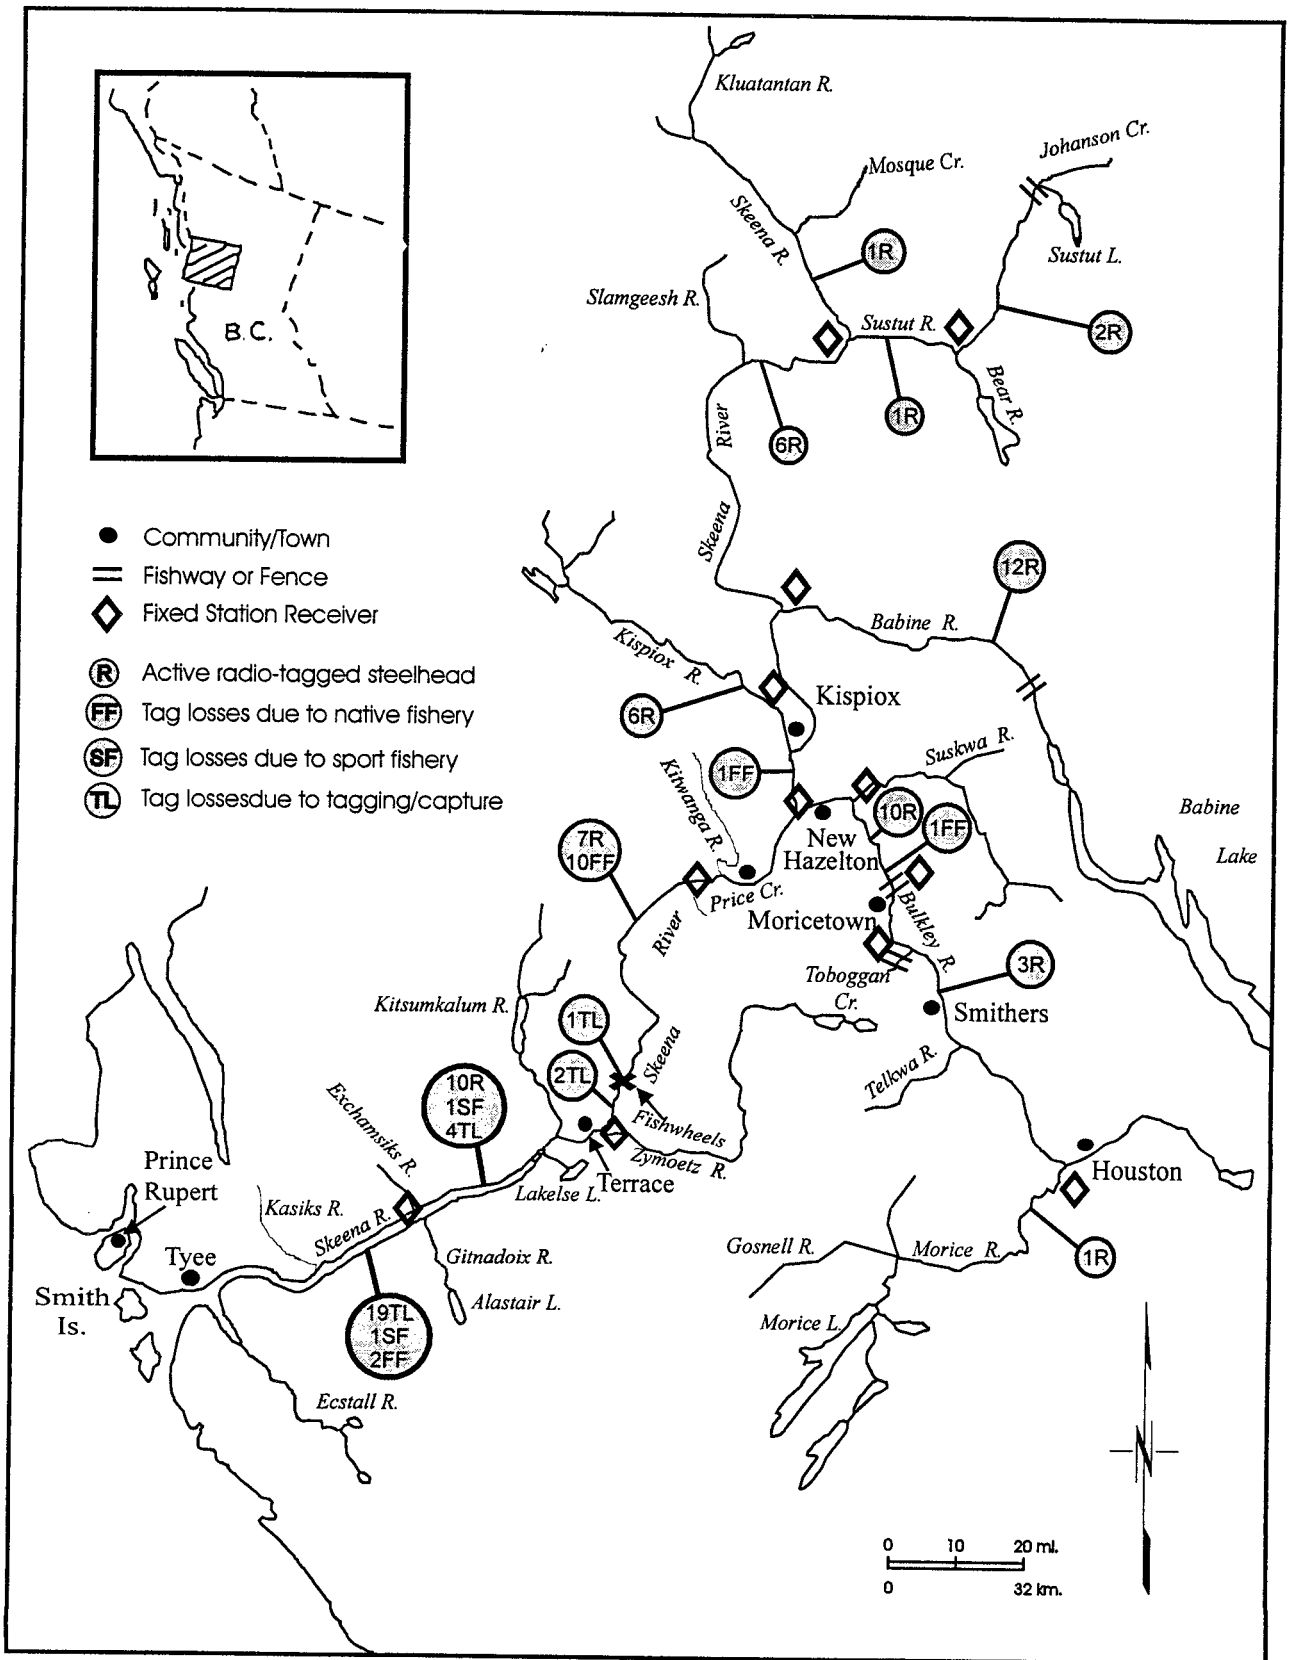 Kluatantan R.
Johanson Cr.
Mosque Cr.
Skeena R.
1R
Sustut L.
Slamgeesh R.
Sustut R.
2R
B.C.
Bear R.
1R
River
6R
Skeena
Community/Town
Fishway or Fence
Fixed Station Receiver
R Active radio-tagged steelhead
FF Tag losses due to native fishery
SF Tag losses due to sport fishery
TL Tag lossesdue to tagging/capture
12R
Babine R.
Kispiox R.
Kispiox
6R
Suskwa R.
1FF
Kitwanga R.
10R
1FF
Babine
Lake
New
Hazelton
7R
10FF
Price Cr.
River
Moricetown
Bulkley R.
3R
Toboggan
Cr.
Smithers
Kitsumkalum R.
1TL
Skeena
2TL
Telkwa R.
10R
1SF
4TL
Exchamsiks R.
Fishwheels
Zymoetz R.
Terrace
Lakelse L.
Houston
Prince
Rupert
Kasiks R.
Skeena R.
Tyee
Gitnadoix R.
Gosnell R.
Morice R.
1R
Smith
Is.
Alastair L.
19TL
1SF
2FF
Morice L.
Ecstall R.
N
0 10 20 mi.
0 32 km.